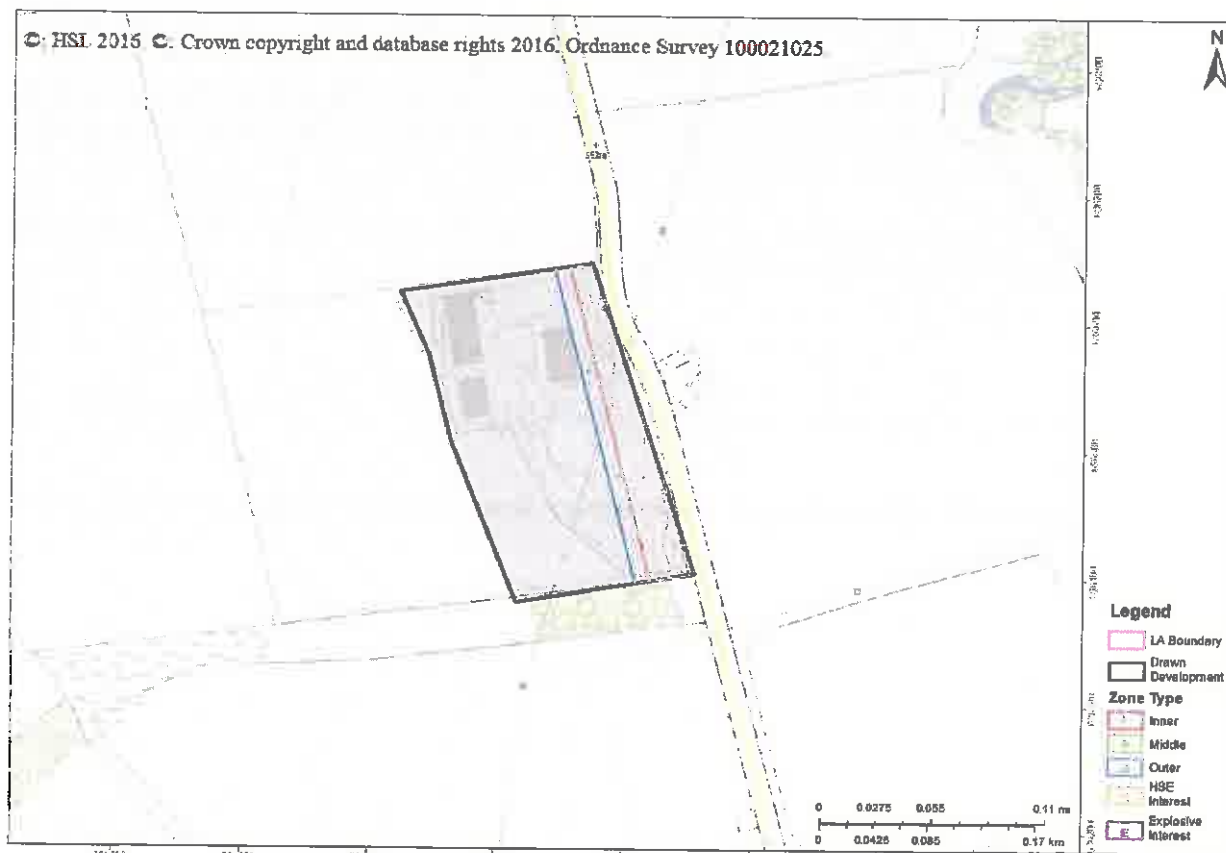 ©: HSL 2016 ©. Crown copyright and database rights 2016. Ordnance Survey 100021025
N
Legend
LA Boundary
Drawn
Development
Zone Type
Inner
Middle
Outer
HSE
Interest
E
Explosive
Interest
0 0.0275 0.055 0.11 mi
0 0.0425 0.085 0.17 km